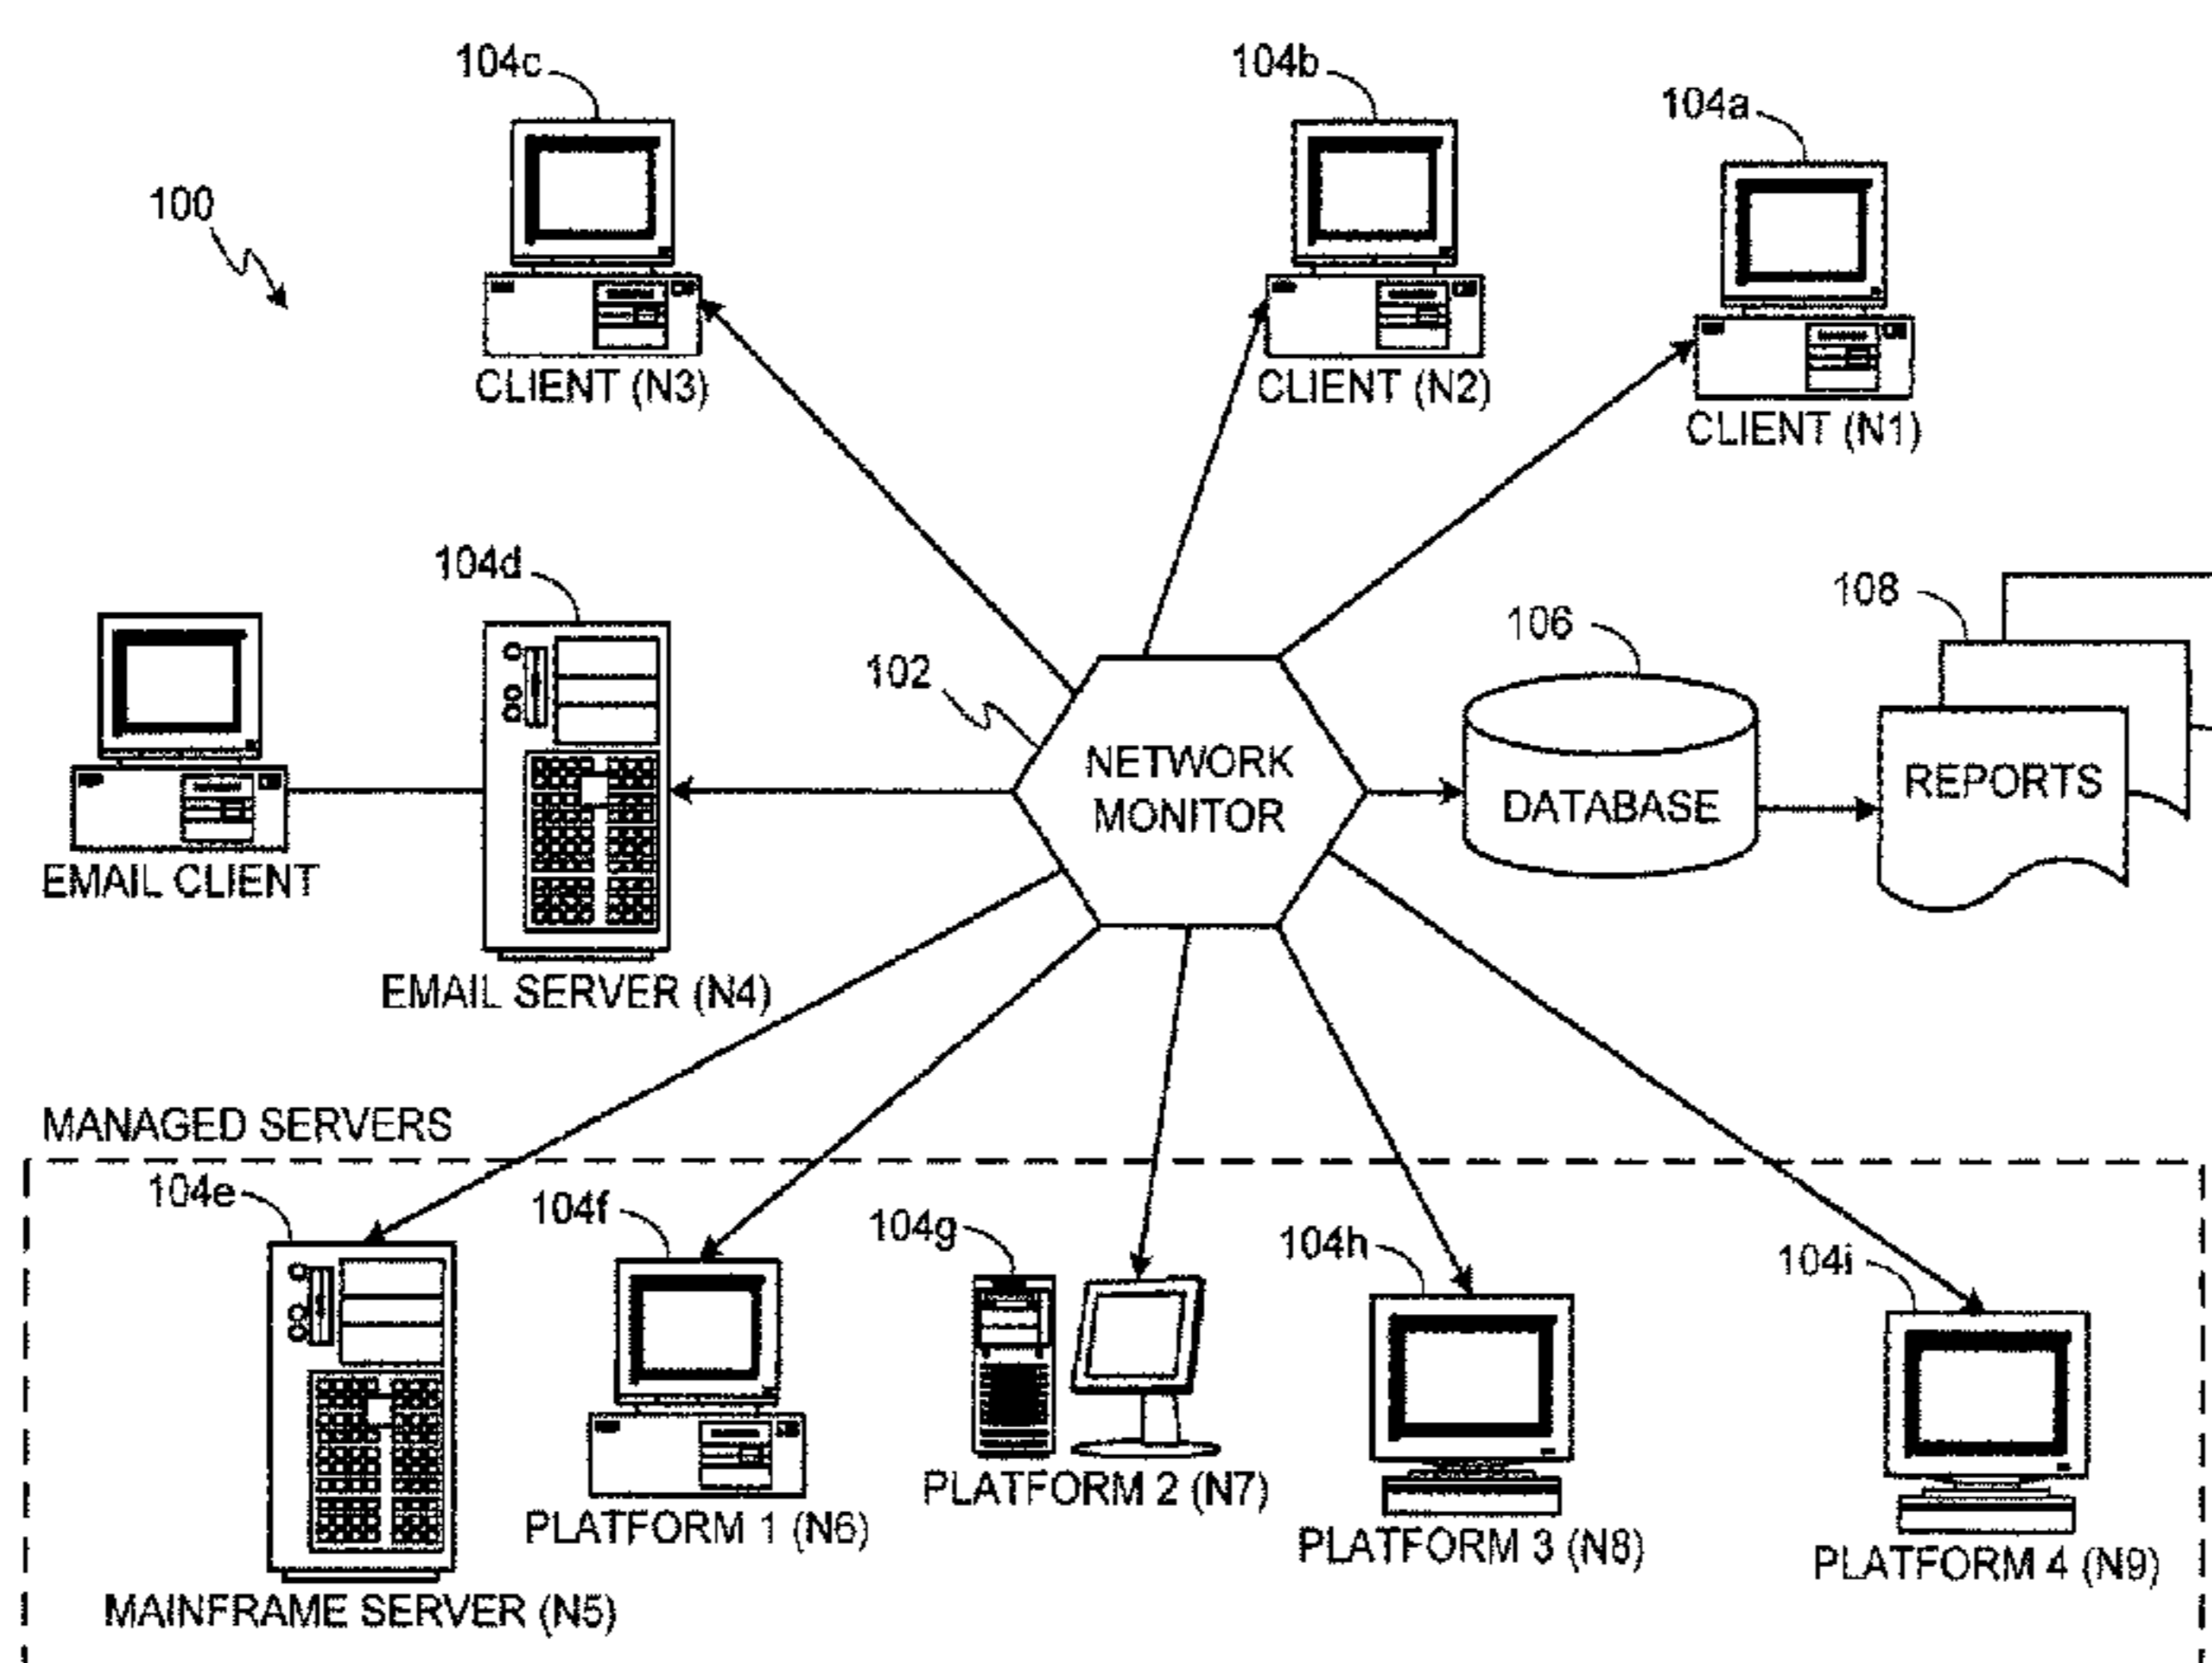 104c
104b
104a
100
CLIENT (N3)
CLIENT (N2)
CLIENT (N1)
104d
108
106
102
NETWORK
MONITOR
DATABASE
REPORTS
EMAIL CLIENT
EMAIL SERVER (N4)
MANAGED SERVERS
104e
104f
104g
104h
104i
PLATFORM 1 (N6)
PLATFORM 2 (N7)
PLATFORM 3 (N8)
PLATFORM 4 (N9)
MAINFRAME SERVER (N5)